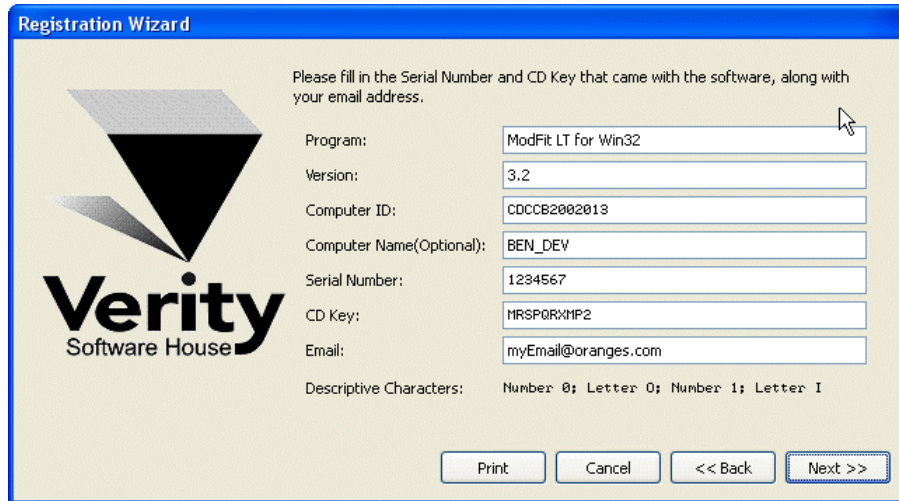 Registration Wizard
Please fill in the Serial Number and CD Key that came with the software, along with
your email address.
Program: ModFit LT for Win32
Version: 3.2
Computer ID: CDCCB2002013
Computer Name(Optional): BEN_DEV
Serial Number: 1234567
CD Key: MRSPQRXMP2
Email: myEmail@oranges.com
Descriptive Characters: Number 0; Letter O; Number 1; Letter I
Verity
Software House
Print Cancel << Back Next >>